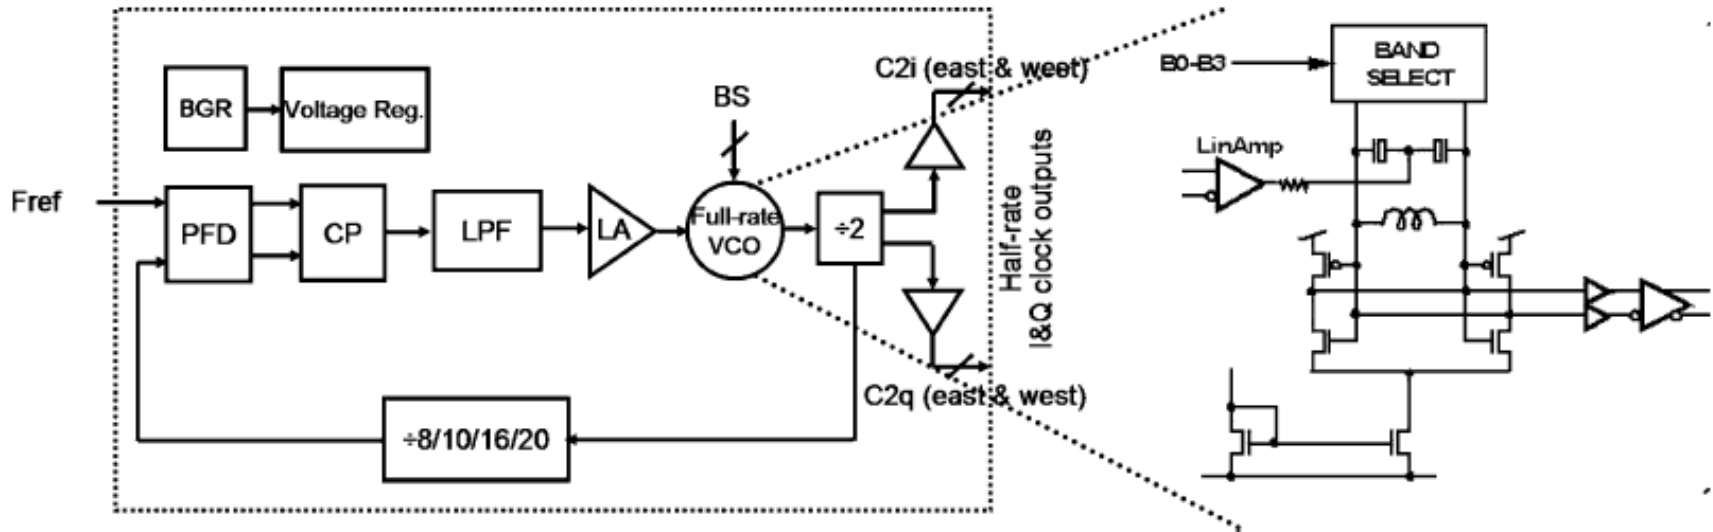 BGR
Voltage Reg.
BS
C2i (east & west)
Fref
PFD
CP
LPF
LA
Full-rate
VCO
÷2
Half-rate
I&Q clock outputs
C2q (east & west)
÷8/10/16/20
B0-B3
BAND
SELECT
LinAmp